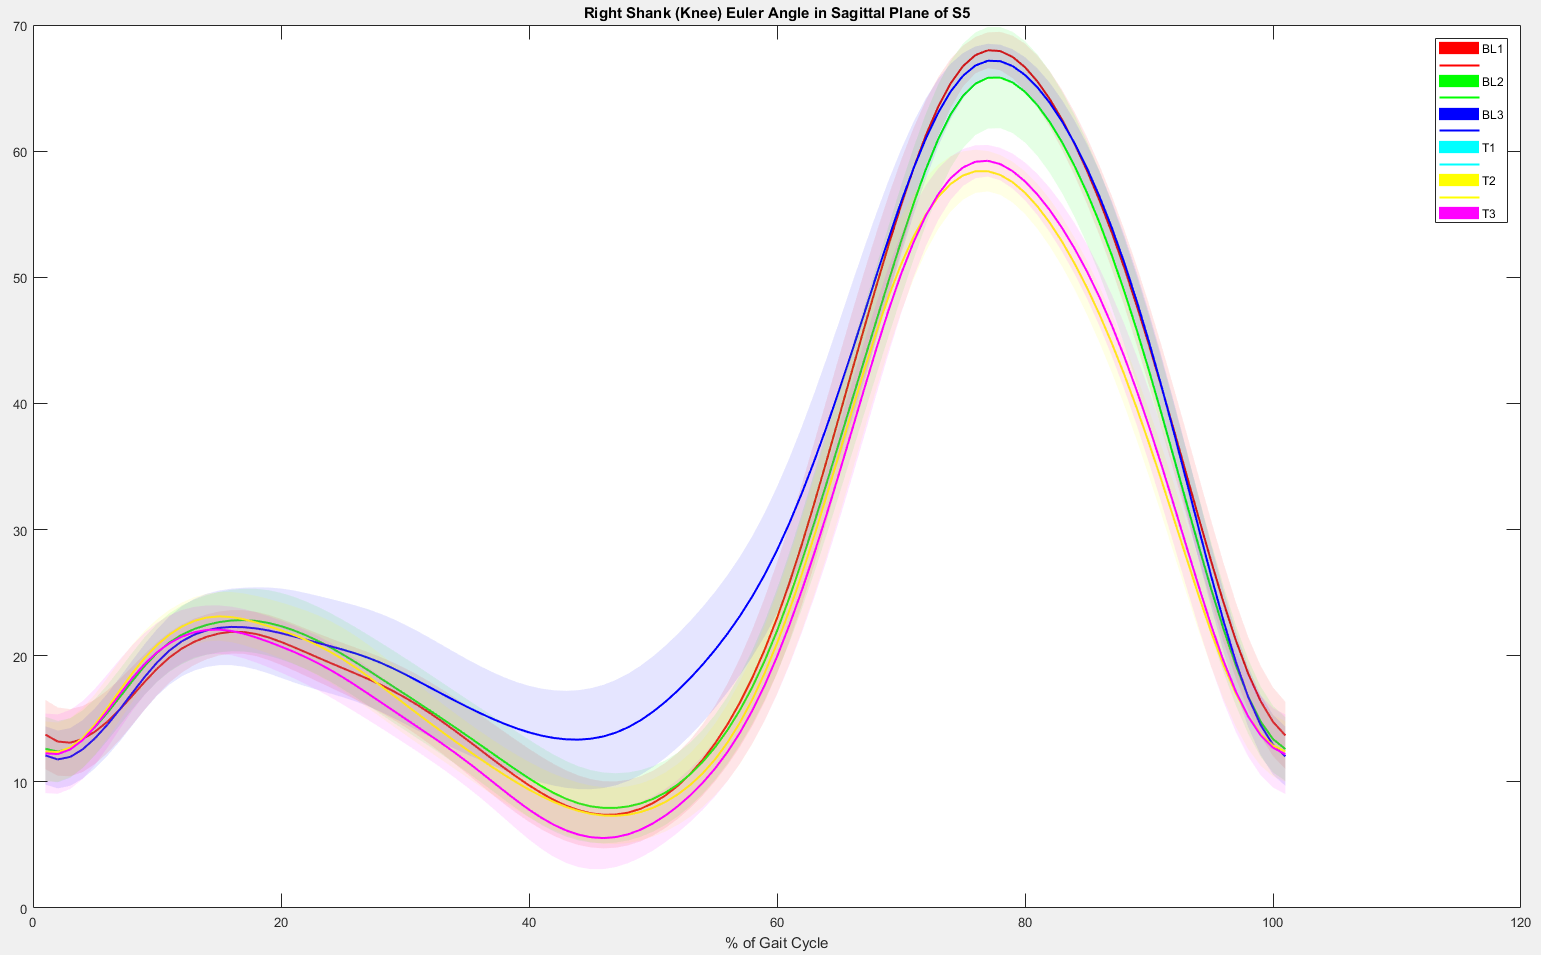 Right Shank (Knee) Euler Angle in Sagittal Plane of S5
70
60
50
40
30
20
10
0
0 20 40 60 80 100 120
% of Gait Cycle
BL1
BL2
BL3
T1
T2
T3